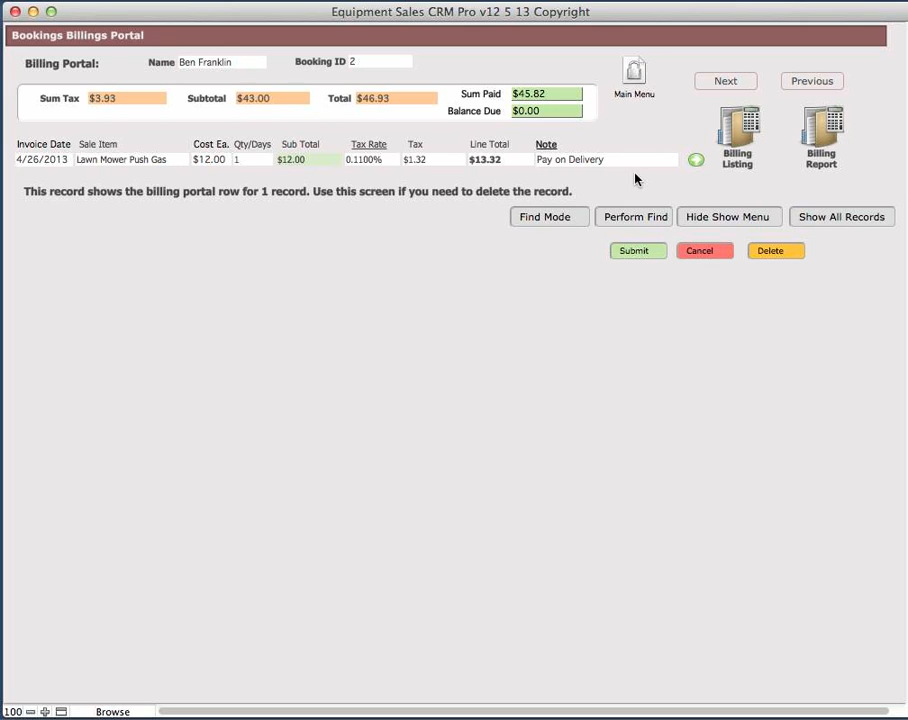 Equipment Sales CRM Pro v12 5 13 Copyright
Bookings Billings Portal
Billing Portal: Name Ben Franklin Booking ID 2
Main Menu
Next Previous
Sum Tax $3.93 Subtotal $43.00 Total $46.93
Sum Paid $45.82
Balance Due $0.00
Billing Listing
Billing Report
Invoice Date Sale Item Cost Ea. Qty/Days Sub Total Tax Rate Tax Line Total Note
4/26/2013 Lawn Mower Push Gas $12.00 1 $12.00 0.1100% $1.32 $13.32 Pay on Delivery
This record shows the billing portal row for 1 record. Use this screen if you need to delete the record.
Find Mode Perform Find Hide Show Menu Show All Records
Submit Cancel Delete
100 Browse